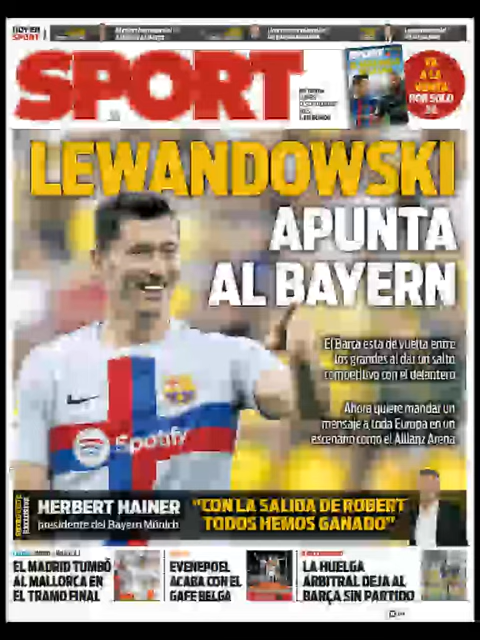 SPORT
YA
A LA
VENTA
POR SOLO
LEWANDOWSKI
APUNTA
AL BAYERN
El Barça está de vuelta entre
los grandes al dar un salto
competitivo con el delantero
Ahora quiere mandar un
mensaje a toda Europa en un
escenario como el Allianz Arena
Spotify
HERBERT HAINER
presidente del Bayern Múnich
"CON LA SALIDA DE ROBERT
TODOS HEMOS GANADO"
EL MADRID TUMBÓ
AL MALLORCA EN
EL TRAMO FINAL
EVENEPOEL
ACABA CON EL
GAFE BELGA
LA HUELGA
ARBITRAL DEJA AL
BARÇA SIN PARTIDO